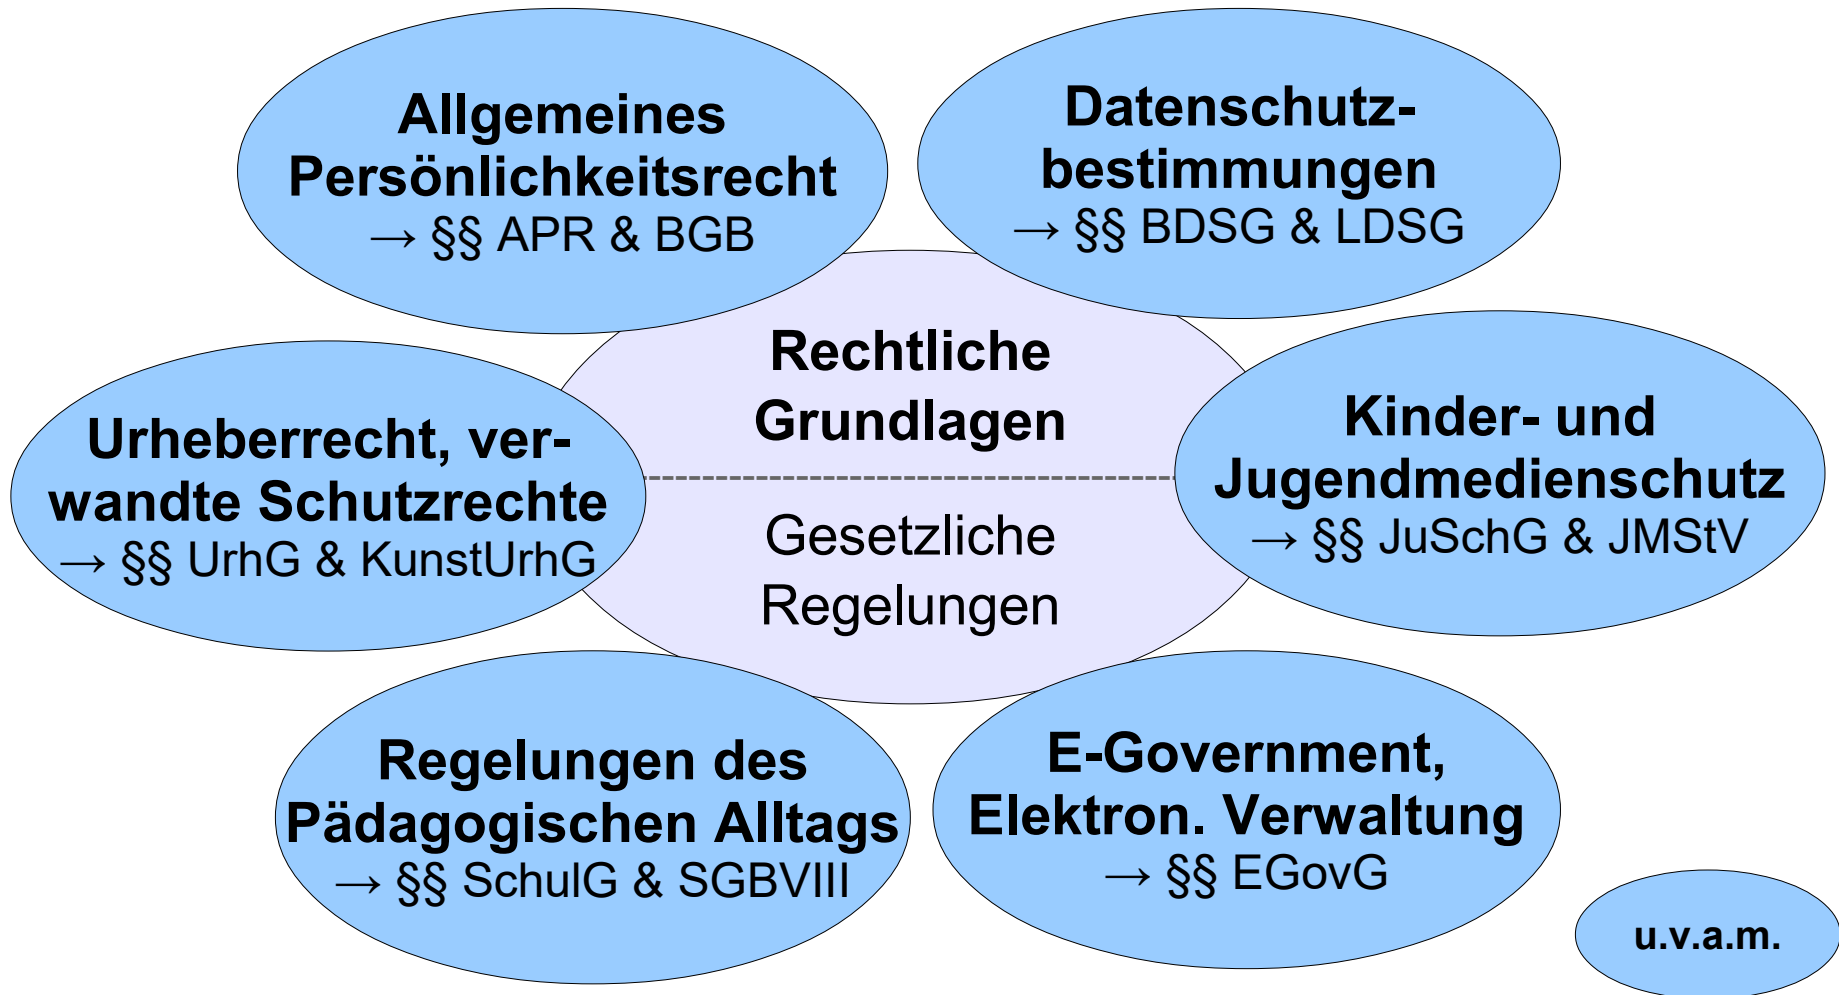 Allgemeines
Persönlichkeitsrecht
→ §§ APR & BGB
Datenschutz-
bestimmungen
→ §§ BDSG & LDSG
Rechtliche
Grundlagen
Gesetzliche
Regelungen
Urheberrecht, ver-
wandte Schutzrechte
→ §§ UrhG & KunstUrhG
Kinder- und
Jugendmedienschutz
→ §§ JuSchG & JMStV
Regelungen des
Pädagogischen Alltags
→ §§ SchulG & SGBVIII
E-Government,
Elektron. Verwaltung
→ §§ EGovG
u.v.a.m.